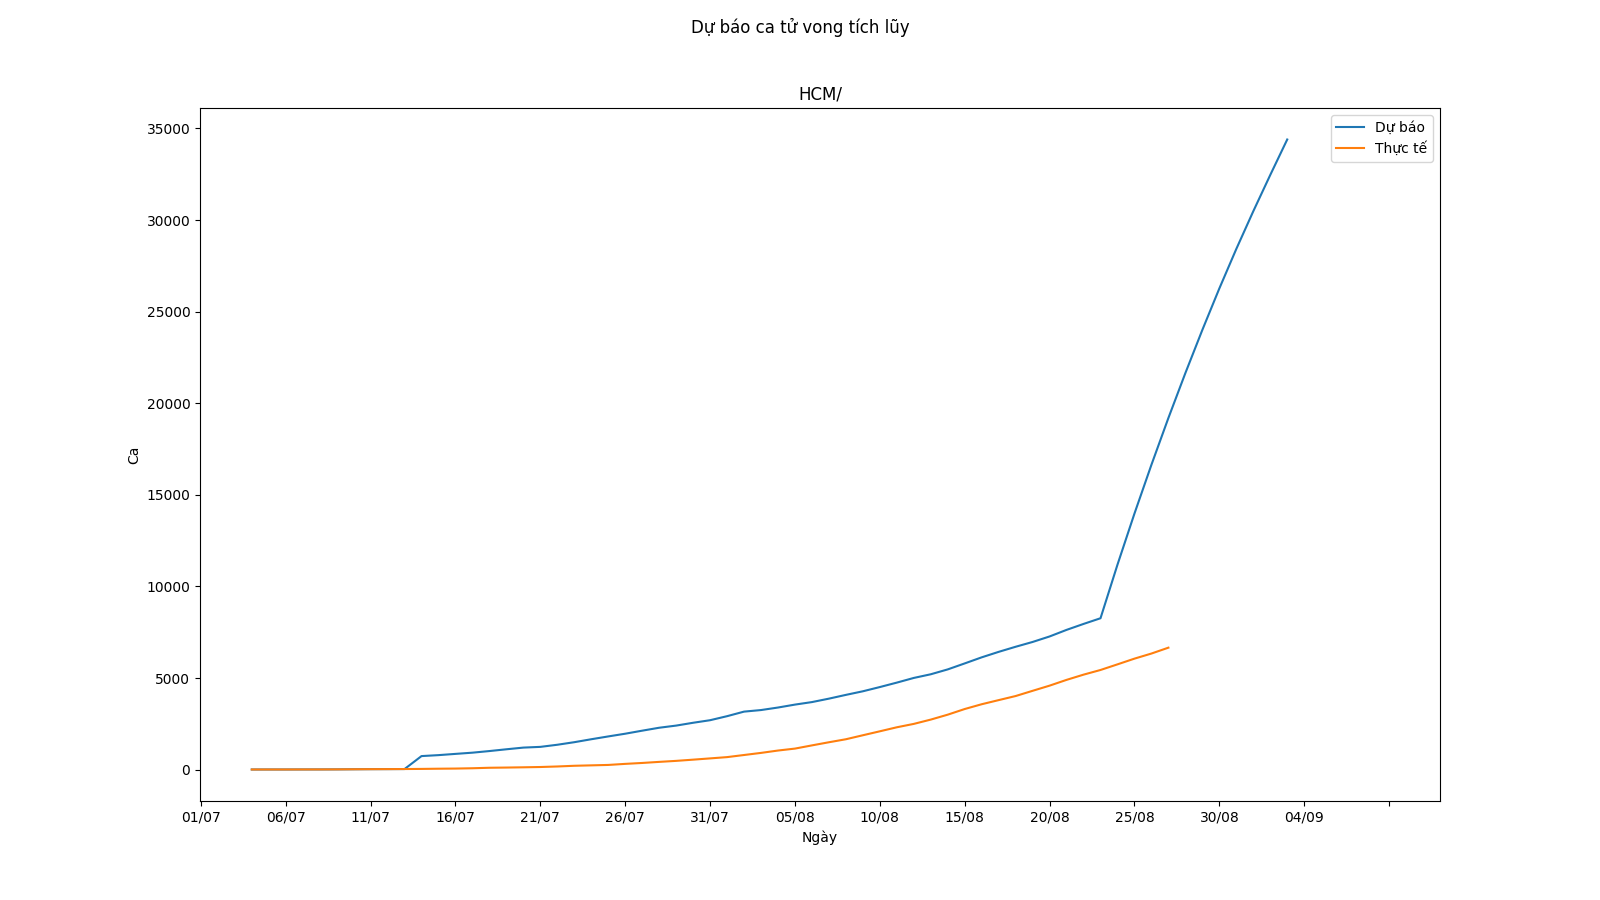 Dự báo ca tử vong tích lũy
HCM/
Dự báo
Thực tế
35000
30000
25000
20000
15000
10000
5000
0
Ca
01/07 06/07 11/07 16/07 21/07 26/07 31/07 05/08 10/08 15/08 20/08 25/08 30/08 04/09
Ngày